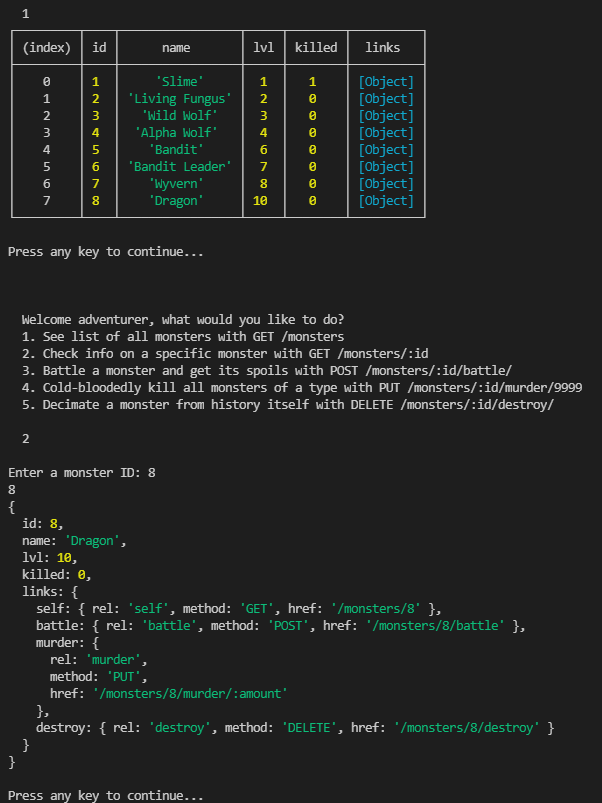 1
(index) id name lvl killed links
0 1 'Slime' 1 1 [Object]
1 2 'Living Fungus' 2 0 [Object]
2 3 'Wild Wolf' 3 0 [Object]
3 4 'Alpha Wolf' 4 0 [Object]
4 5 'Bandit' 6 0 [Object]
5 6 'Bandit Leader' 7 0 [Object]
6 7 'Wyvern' 8 0 [Object]
7 8 'Dragon' 10 0 [Object]
Press any key to continue...
Welcome adventurer, what would you like to do?
1. See list of all monsters with GET /monsters
2. Check info on a specific monster with GET /monsters/:id
3. Battle a monster and get its spoils with POST /monsters/:id/battle/
4. Cold-bloodedly kill all monsters of a type with PUT /monsters/:id/murder/9999
5. Decimate a monster from history itself with DELETE /monsters/:id/destroy/
2
Enter a monster ID: 8
8
{
id: 8,
name: 'Dragon',
lvl: 10,
killed: 0,
links: {
self: { rel: 'self', method: 'GET', href: '/monsters/8' },
battle: { rel: 'battle', method: 'POST', href: '/monsters/8/battle' },
murder: {
rel: 'murder',
method: 'PUT',
href: '/monsters/8/murder/:amount'
},
destroy: { rel: 'destroy', method: 'DELETE', href: '/monsters/8/destroy' }
}
}
Press any key to continue...